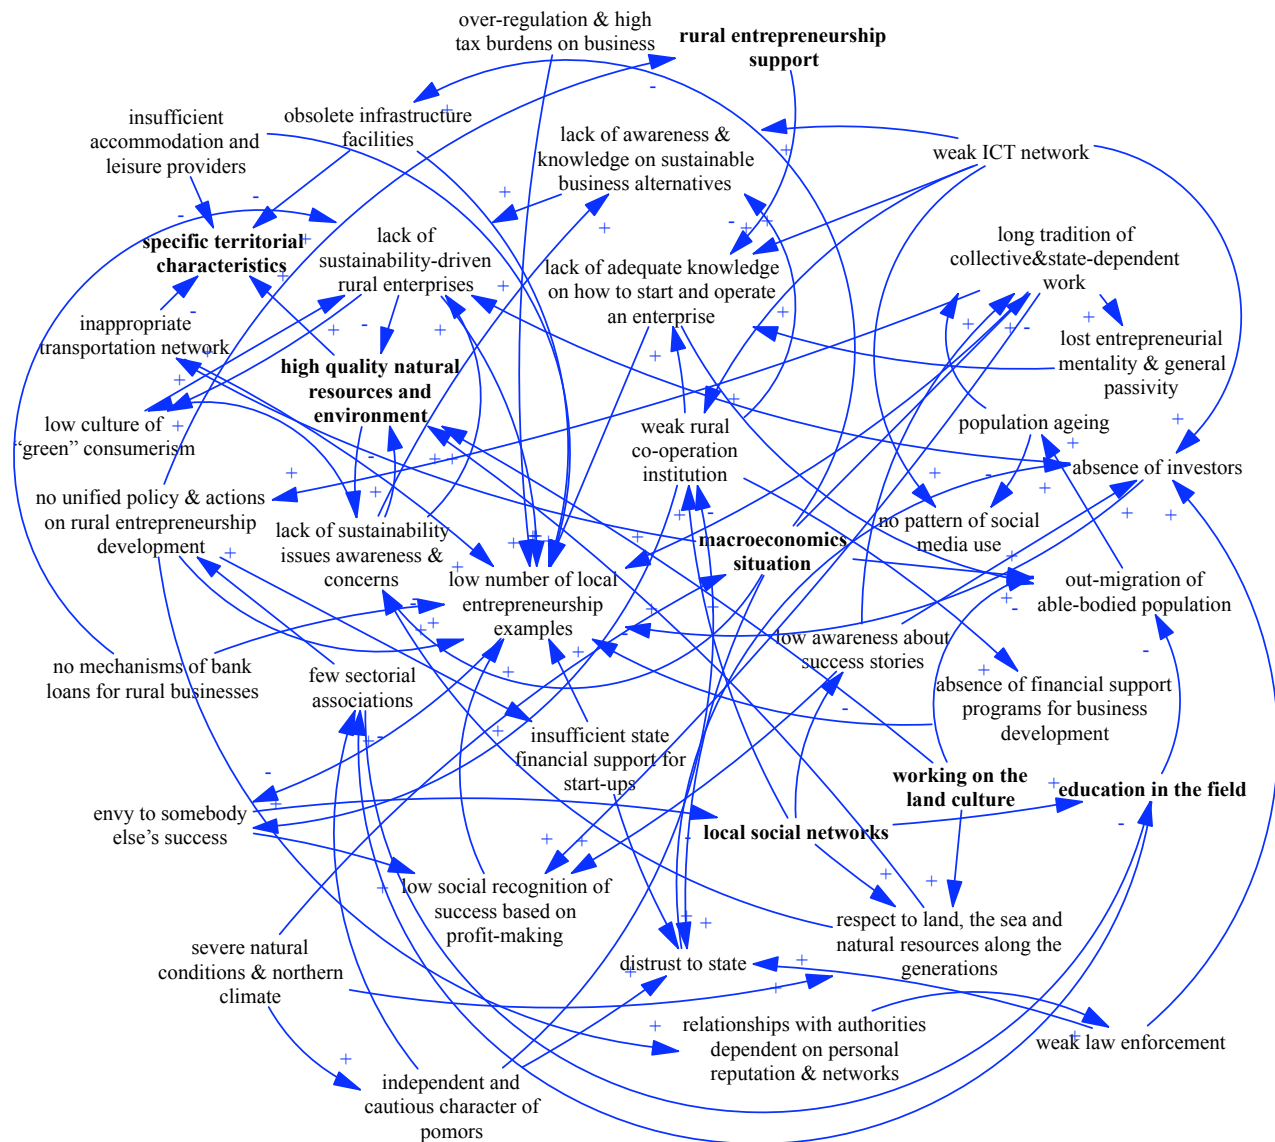 over-regulation & high
tax burdens on business
rural entrepreneurship
support
insufficient
accommodation and
leisure providers
obsolete infrastructure
facilities
lack of awareness &
knowledge on sustainable
business alternatives
weak ICT network
specific territorial
characteristics
lack of
sustainability-driven
rural enterprises
lack of adequate knowledge
on how to start and operate
an enterprise
long tradition of
collective&state-dependent
work
inappropriate
transportation network
high quality natural
resources and
environment
lost entrepreneurial
mentality & general
passivity
low culture of
“green” consumerism
weak rural
co-operation
institution
population ageing
absence of investors
no unified policy & actions
on rural entrepreneurship
development
lack of sustainability
issues awareness &
concerns
no pattern of social
media use
macroeconomics
situation
low number of local
entrepreneurship
examples
out-migration of
able-bodied population
no mechanisms of bank
loans for rural businesses
few sectorial
associations
low awareness about
success stories
absence of financial support
programs for business
development
insufficient state
financial support for
start-ups
working on the
land culture
education in the field
envy to somebody
else’s success
local social networks
low social recognition of
success based on
profit-making
respect to land, the sea and
natural resources along the
generations
severe natural
conditions & northern
climate
distrust to state
relationships with authorities
dependent on personal
reputation & networks
weak law enforcement
independent and
cautious character of
pomors